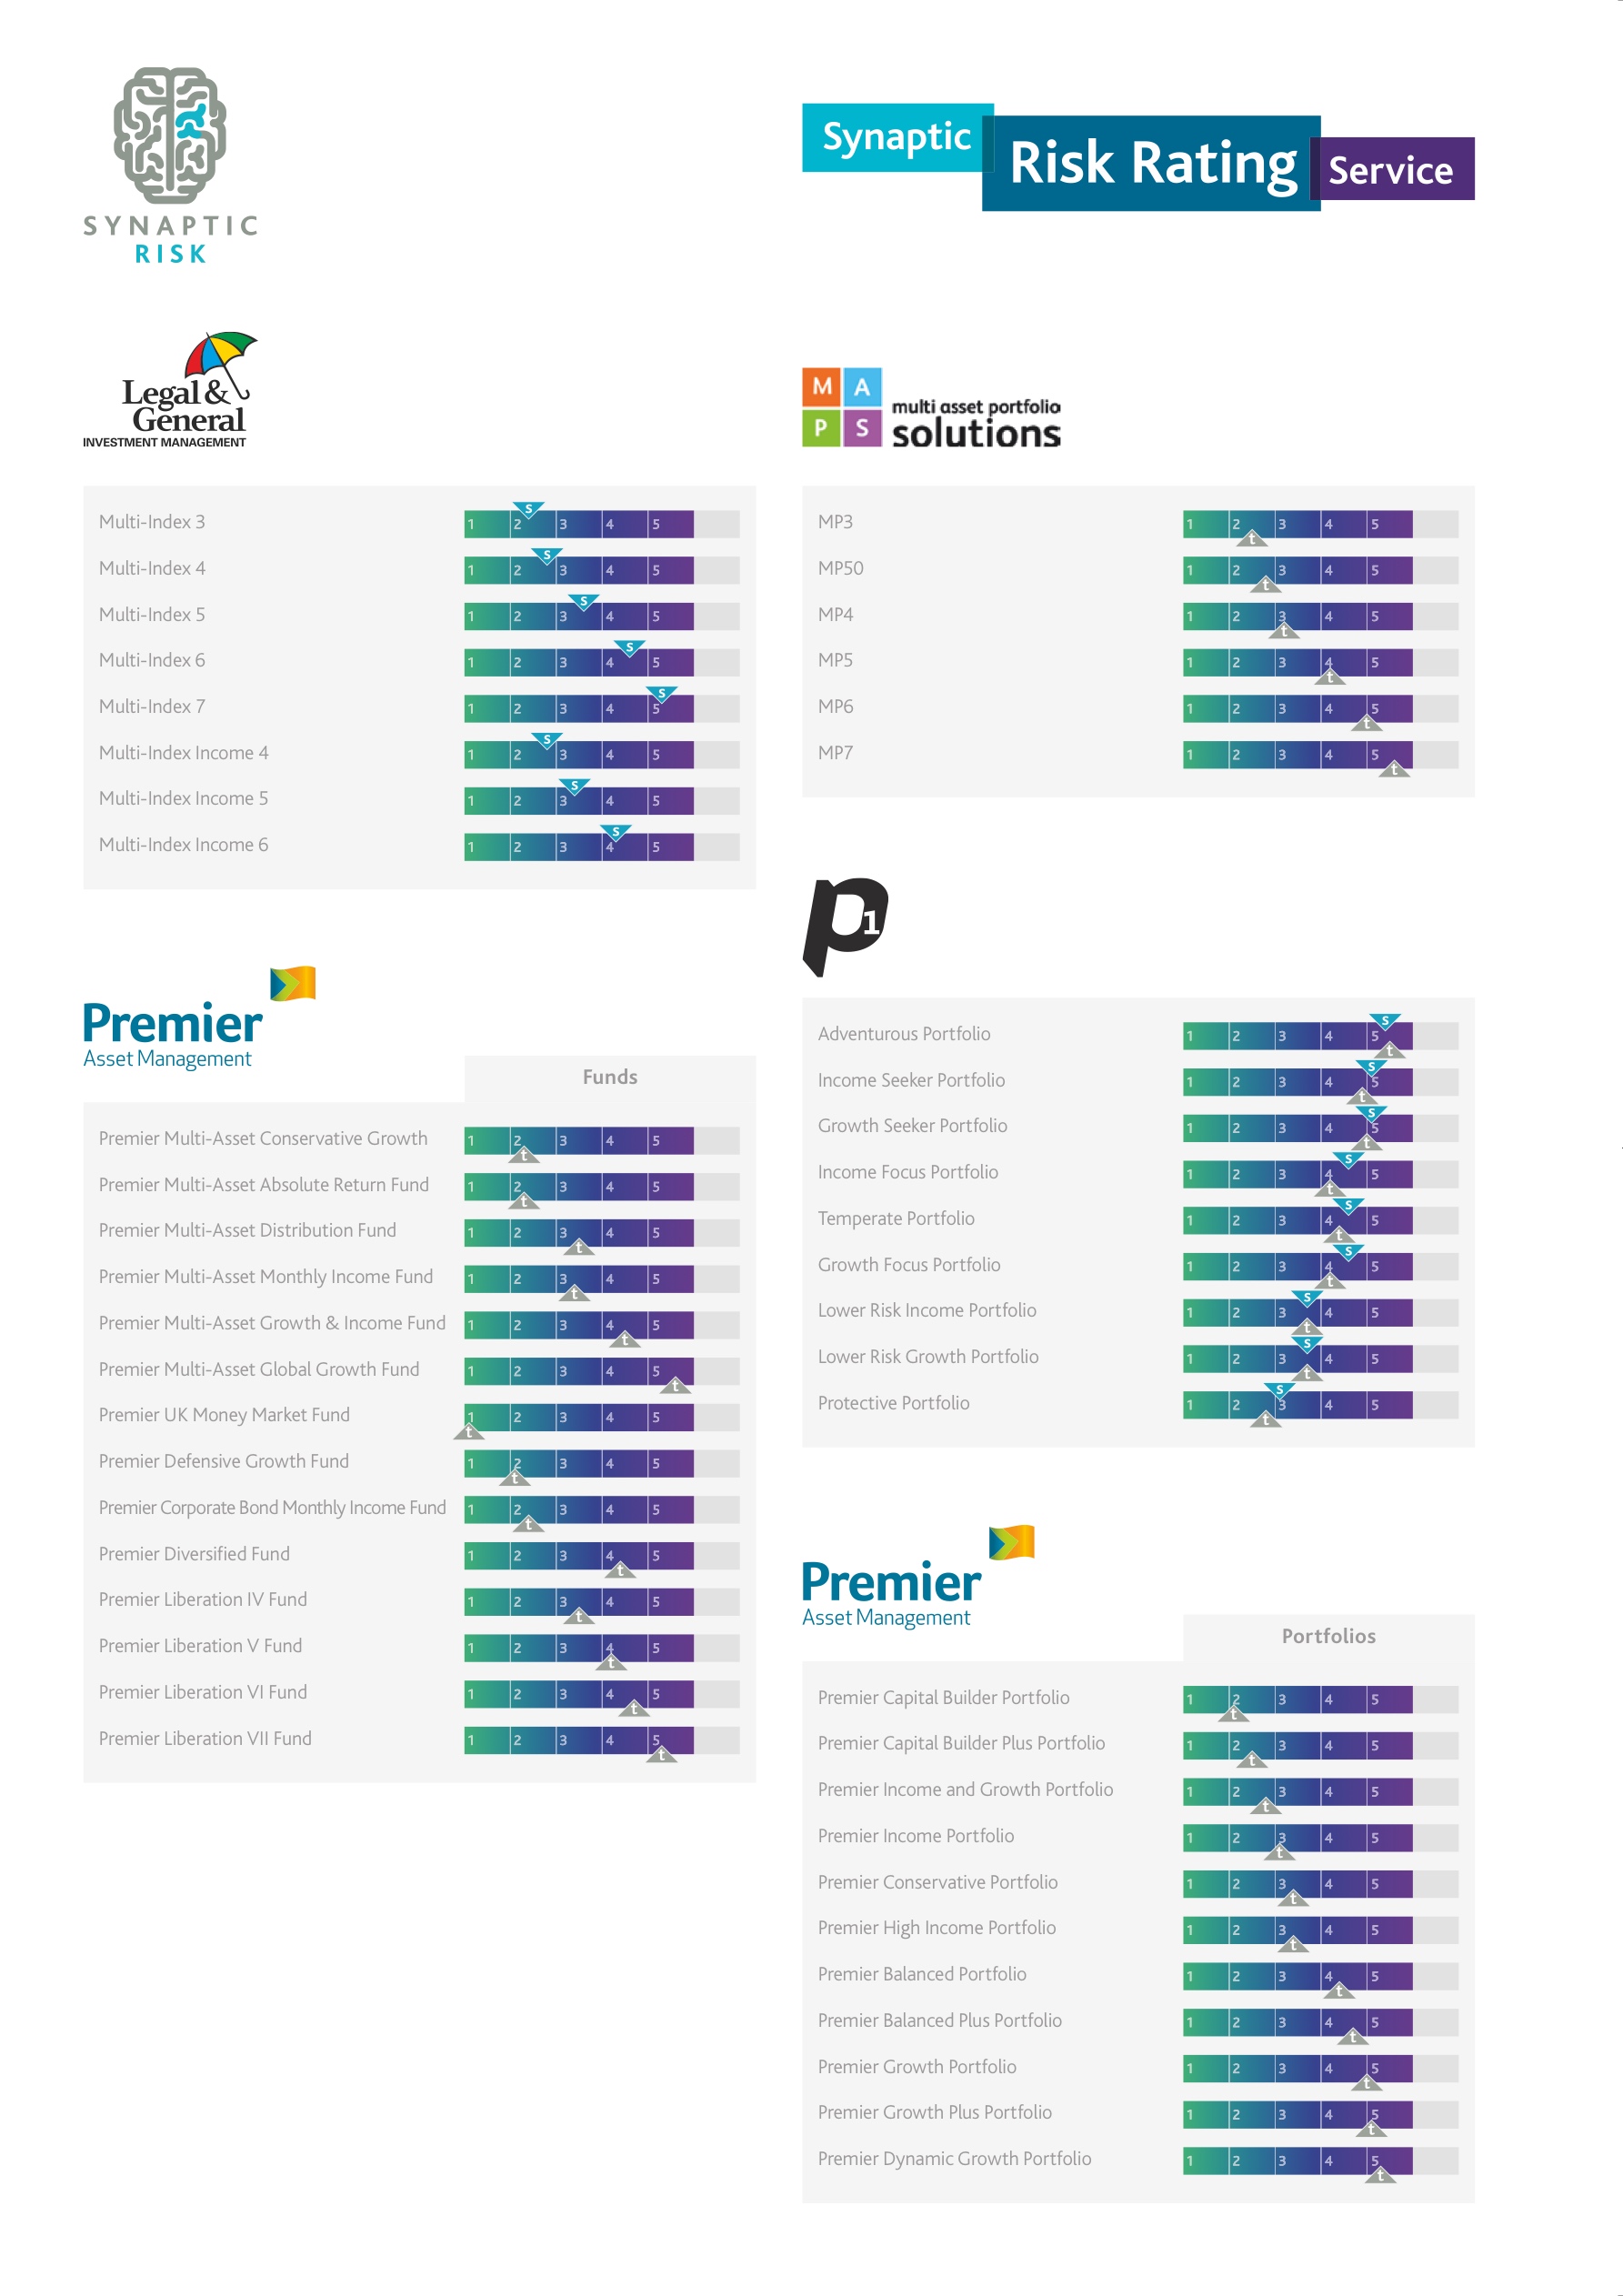 SYNAPTIC
RISK
Synaptic Risk Rating Service
Legal &
General
INVESTMENT MANAGEMENT
Multi-Index 3 1 2 3 4 5 s
Multi-Index 4 1 2 3 4 5 s
Multi-Index 5 1 2 3 4 5 s
Multi-Index 6 1 2 3 4 5 s
Multi-Index 7 1 2 3 4 5 s
Multi-Index Income 4 1 2 3 4 5 s
Multi-Index Income 5 1 2 3 4 5 s
Multi-Index Income 6 1 2 3 4 5 s
Premier
Asset Management
Funds
Premier Multi-Asset Conservative Growth 1 2 3 4 5 t
Premier Multi-Asset Absolute Return Fund 1 2 3 4 5 t
Premier Multi-Asset Distribution Fund 1 2 3 4 5 t
Premier Multi-Asset Monthly Income Fund 1 2 3 4 5 t
Premier Multi-Asset Growth & Income Fund 1 2 3 4 5 t
Premier Multi-Asset Global Growth Fund 1 2 3 4 5 t
Premier UK Money Market Fund 1 2 3 4 5 t
Premier Defensive Growth Fund 1 2 3 4 5 t
Premier Corporate Bond Monthly Income Fund 1 2 3 4 5 t
Premier Diversified Fund 1 2 3 4 5 t
Premier Liberation IV Fund 1 2 3 4 5 t
Premier Liberation V Fund 1 2 3 4 5 t
Premier Liberation VI Fund 1 2 3 4 5 t
Premier Liberation VII Fund 1 2 3 4 5 t
M A
P S
multi asset portfolio
solutions
MP3 1 2 3 4 5 t
MP50 1 2 3 4 5 t
MP4 1 2 3 4 5 t
MP5 1 2 3 4 5 t
MP6 1 2 3 4 5 t
MP7 1 2 3 4 5 t
p1
Adventurous Portfolio 1 2 3 4 5 s t
Income Seeker Portfolio 1 2 3 4 5 s t
Growth Seeker Portfolio 1 2 3 4 5 s t
Income Focus Portfolio 1 2 3 4 5 s t
Temperate Portfolio 1 2 3 4 5 s t
Growth Focus Portfolio 1 2 3 4 5 s t
Lower Risk Income Portfolio 1 2 3 4 5 s t
Lower Risk Growth Portfolio 1 2 3 4 5 s t
Protective Portfolio 1 2 3 4 5 s t
Premier
Asset Management
Portfolios
Premier Capital Builder Portfolio 1 2 3 4 5 t
Premier Capital Builder Plus Portfolio 1 2 3 4 5 t
Premier Income and Growth Portfolio 1 2 3 4 5 t
Premier Income Portfolio 1 2 3 4 5 t
Premier Conservative Portfolio 1 2 3 4 5 t
Premier High Income Portfolio 1 2 3 4 5 t
Premier Balanced Portfolio 1 2 3 4 5 t
Premier Balanced Plus Portfolio 1 2 3 4 5 t
Premier Growth Portfolio 1 2 3 4 5 t
Premier Growth Plus Portfolio 1 2 3 4 5 t
Premier Dynamic Growth Portfolio 1 2 3 4 5 t